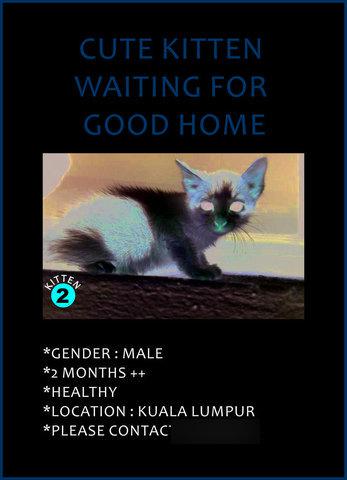 CUTE KITTEN
WAITING FOR
GOOD HOME
KITTEN
2
*GENDER : MALE
*2 MONTHS ++
*HEALTHY
*LOCATION : KUALA LUMPUR
*PLEASE CONTACT